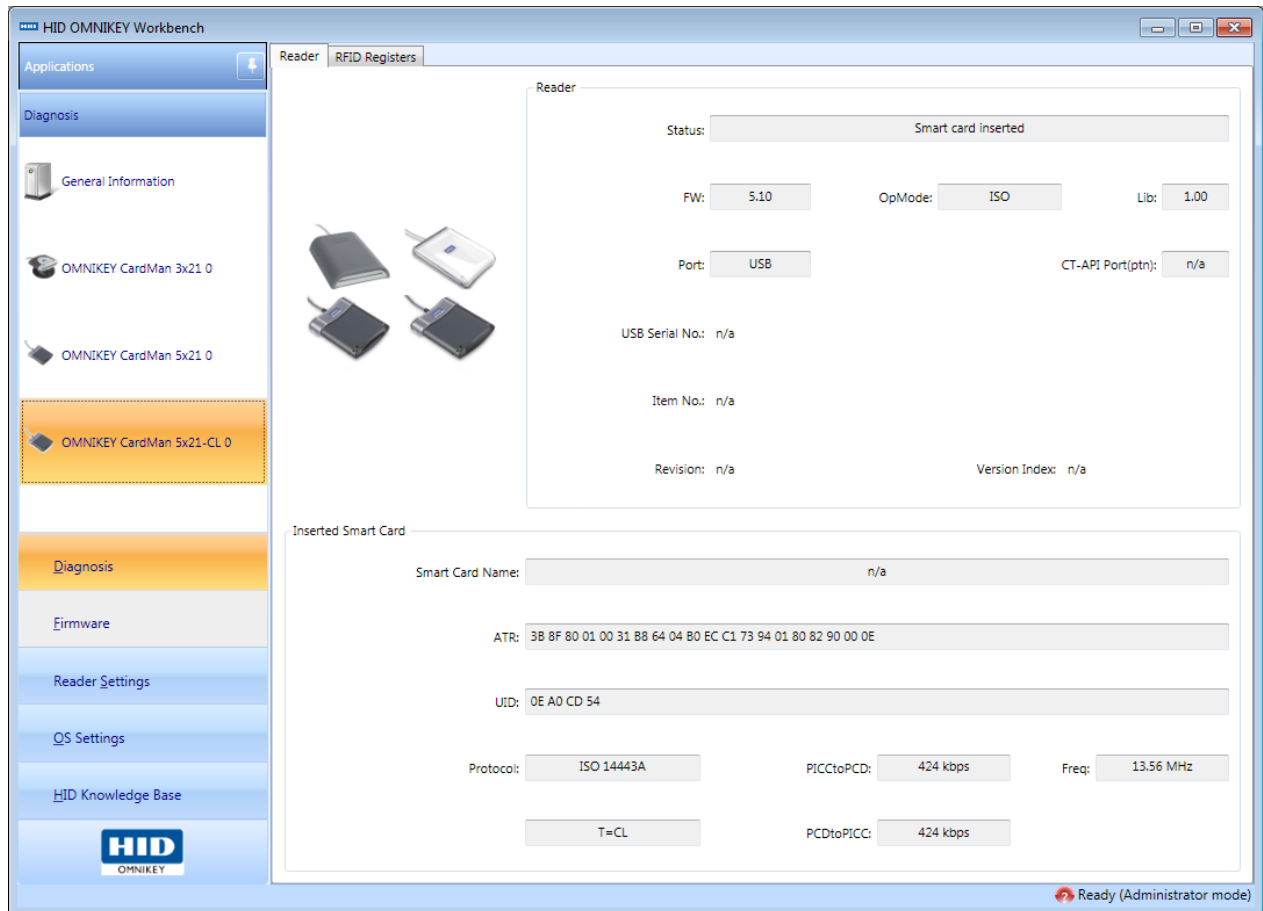 HID OMNIKEY Workbench
Applications
Diagnosis
General Information
OMNIKEY CardMan 3x21 0
OMNIKEY CardMan 5x21 0
OMNIKEY CardMan 5x21-CL 0
Diagnosis
Firmware
Reader Settings
OS Settings
HID Knowledge Base
HID
OMNIKEY
Reader RFID Registers
Reader
Status: Smart card inserted
FW: 5.10 OpMode: ISO Lib: 1.00
Port: USB CT-API Port(ptn): n/a
USB Serial No.: n/a
Item No.: n/a
Revision: n/a Version Index: n/a
Inserted Smart Card
Smart Card Name: n/a
ATR: 3B 8F 80 01 00 31 B8 64 04 B0 EC C1 73 94 01 80 82 90 00 0E
UID: 0E A0 CD 54
Protocol: ISO 14443A PICCtoPCD: 424 kbps Freq: 13.56 MHz
T=CL PCDtoPICC: 424 kbps
Ready (Administrator mode)